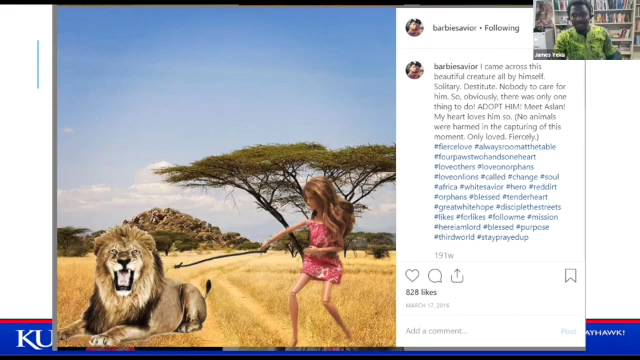 barbiesavior • Following
James Yeku
barbiesavior I came across this
beautiful creature all by himself.
Solitary. Destitute. Nobody to care for
him. So, obviously, there was only one
thing to do! ADOPT HIM! Meet Aslan!
My heart loves him so. (No animals
were harmed in the capturing of this
moment. Only loved. Fiercely.)
#fiercelove #alwaysroomatthetable
#fourpawstwohandsoneheart
#loveothers #loveonorphans
#loveonlions #called #change #soul
#africa #whitesavior #hero #reddirt
#orphans #blessed #tenderheart
#greatwhitehope #disciplethestreets
#likes #forlikes #followme #mission
#hereiamlord #blessed #purpose
#thirdworld #stayprayedup
191w
828 likes
MARCH 17, 2016
Add a comment... Post
KU
AYHAWK!